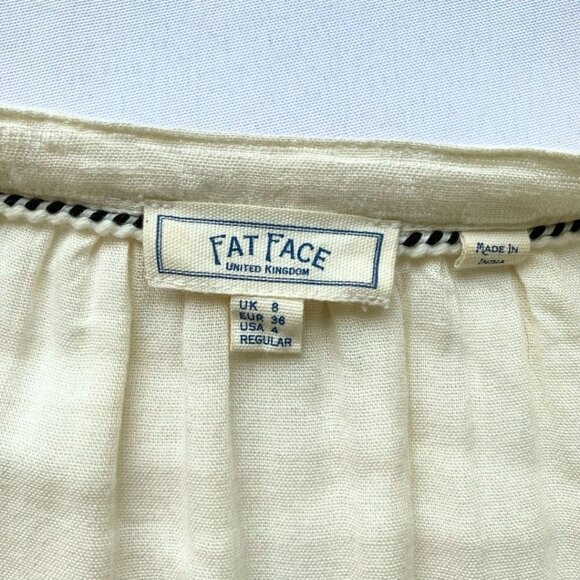 FAT FACE
UNITED KINGDOM
UK 8
EUR 36
USA 4
REGULAR
MADE IN
INDIA